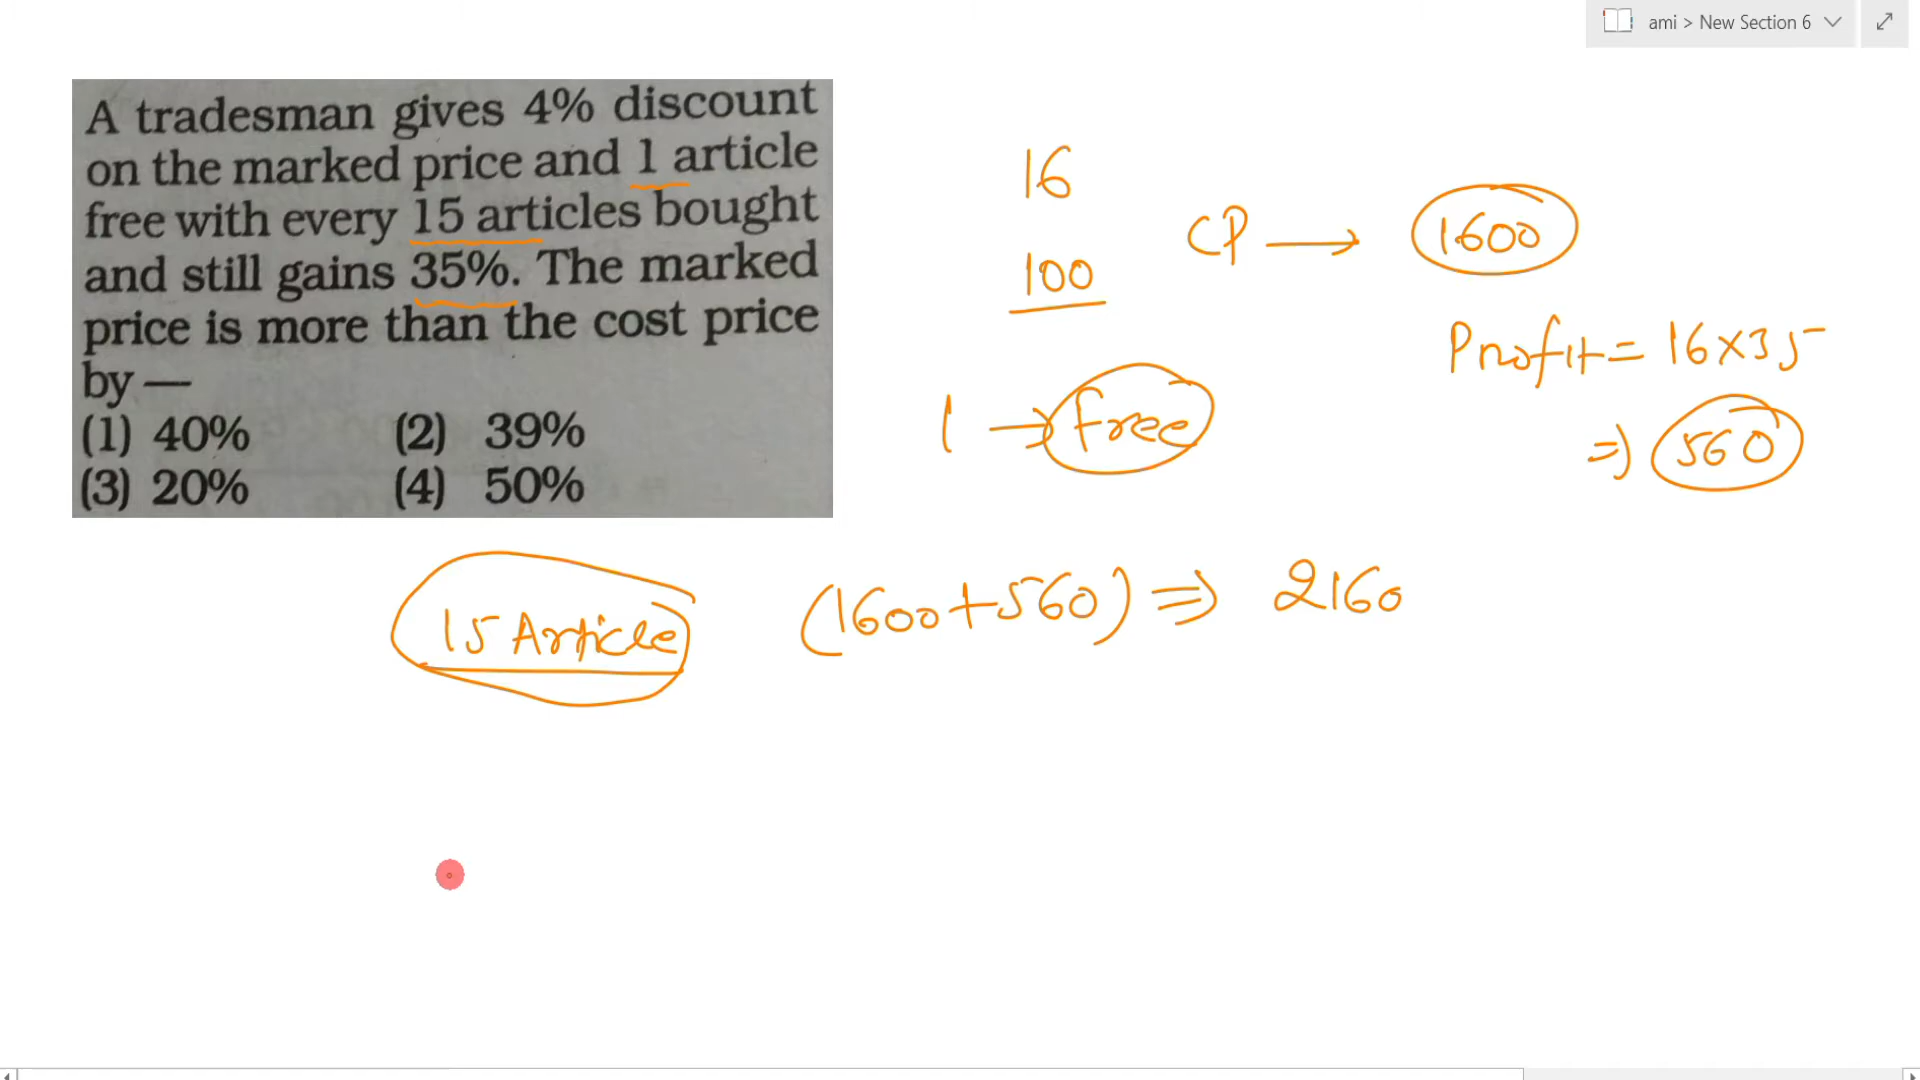 ami > New Section 6
A tradesman gives 4% discount
on the marked price and 1 article
free with every 15 articles bought
and still gains 35%. The marked
price is more than the cost price
by —
(1) 40% (2) 39%
(3) 20% (4) 50%
16
100
CP → 1600
Profit = 16×35
⇒ 560
1 → Free
15 Article (1600+560) ⇒ 2160